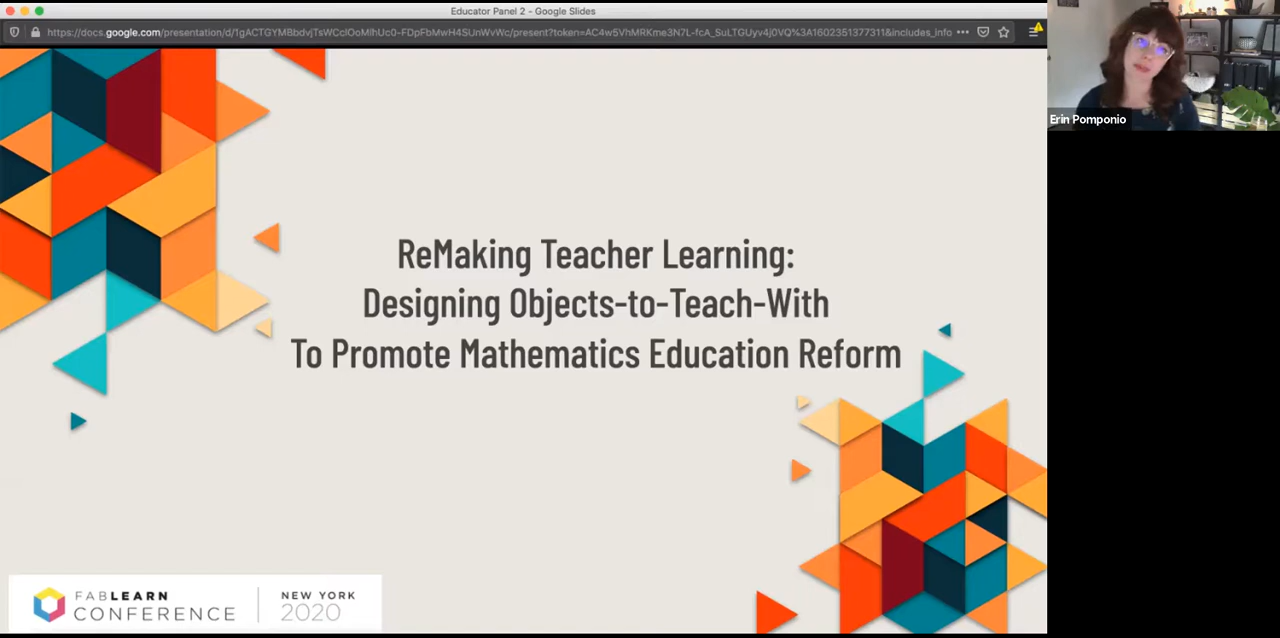 Educator Panel 2 - Google Slides
Erin Pomponio
ReMaking Teacher Learning:
Designing Objects-to-Teach-With
To Promote Mathematics Education Reform
FABLEARN
CONFERENCE
NEW YORK
2020